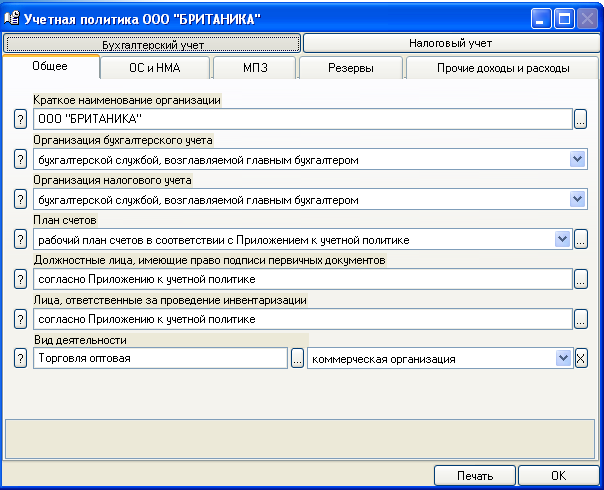 Учетная политика ООО "БРИТАНИКА"
Бухгалтерский учет
Налоговый учет
Общее
ОС и НМА
МПЗ
Резервы
Прочие доходы и расходы
Краткое наименование организации
? ООО "БРИТАНИКА" ...
Организация бухгалтерского учета
? бухгалтерской службой, возглавляемой главным бухгалтером
Организация налогового учета
? бухгалтерской службой, возглавляемой главным бухгалтером
План счетов
? рабочий план счетов в соответствии с Приложением к учетной политике ...
Должностные лица, имеющие право подписи первичных документов
? согласно Приложению к учетной политике ...
Лица, ответственные за проведение инвентаризации
? согласно Приложению к учетной политике ...
Вид деятельности
? Торговля оптовая ... коммерческая организация X
Печать
OK